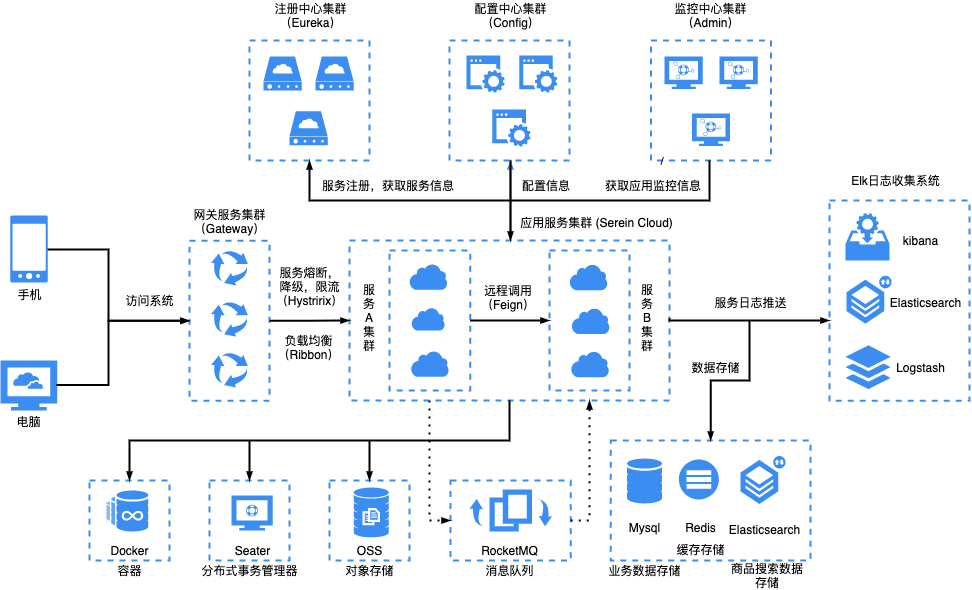 注册中心集群
（Eureka）
配置中心集群
(Config)
监控中心集群
(Admin)
服务注册，获取服务信息
配置信息
获取应用监控信息
Elk日志收集系统
网关服务集群
(Gateway)
应用服务集群 (Serein Cloud)
kibana
手机
访问系统
服务熔断，
降级，限流
(Hystririx)
负载均衡
（Ribbon）
服
务
A
集
群
远程调用
(Feign)
服
务
B
集
群
服务日志推送
Elasticsearch
数据存储
Logstash
电脑
Docker
容器
Seater
分布式事务管理器
OSS
对象存储
RocketMQ
消息队列
Mysql
Redis
Elasticsearch
缓存存储
业务数据存储
商品搜索数据
存储